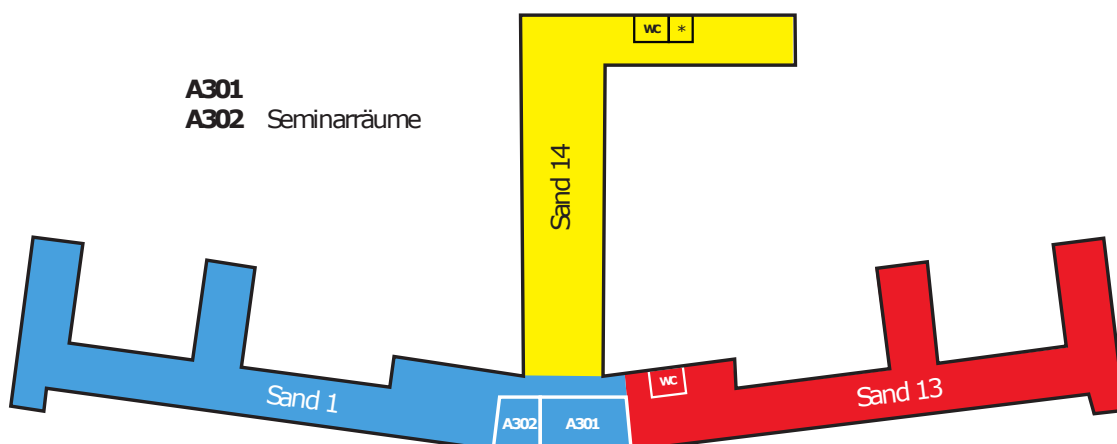 WC *
A301
A302 Seminarräume
Sand 14
WC
Sand 1
Sand 13
A302 A301